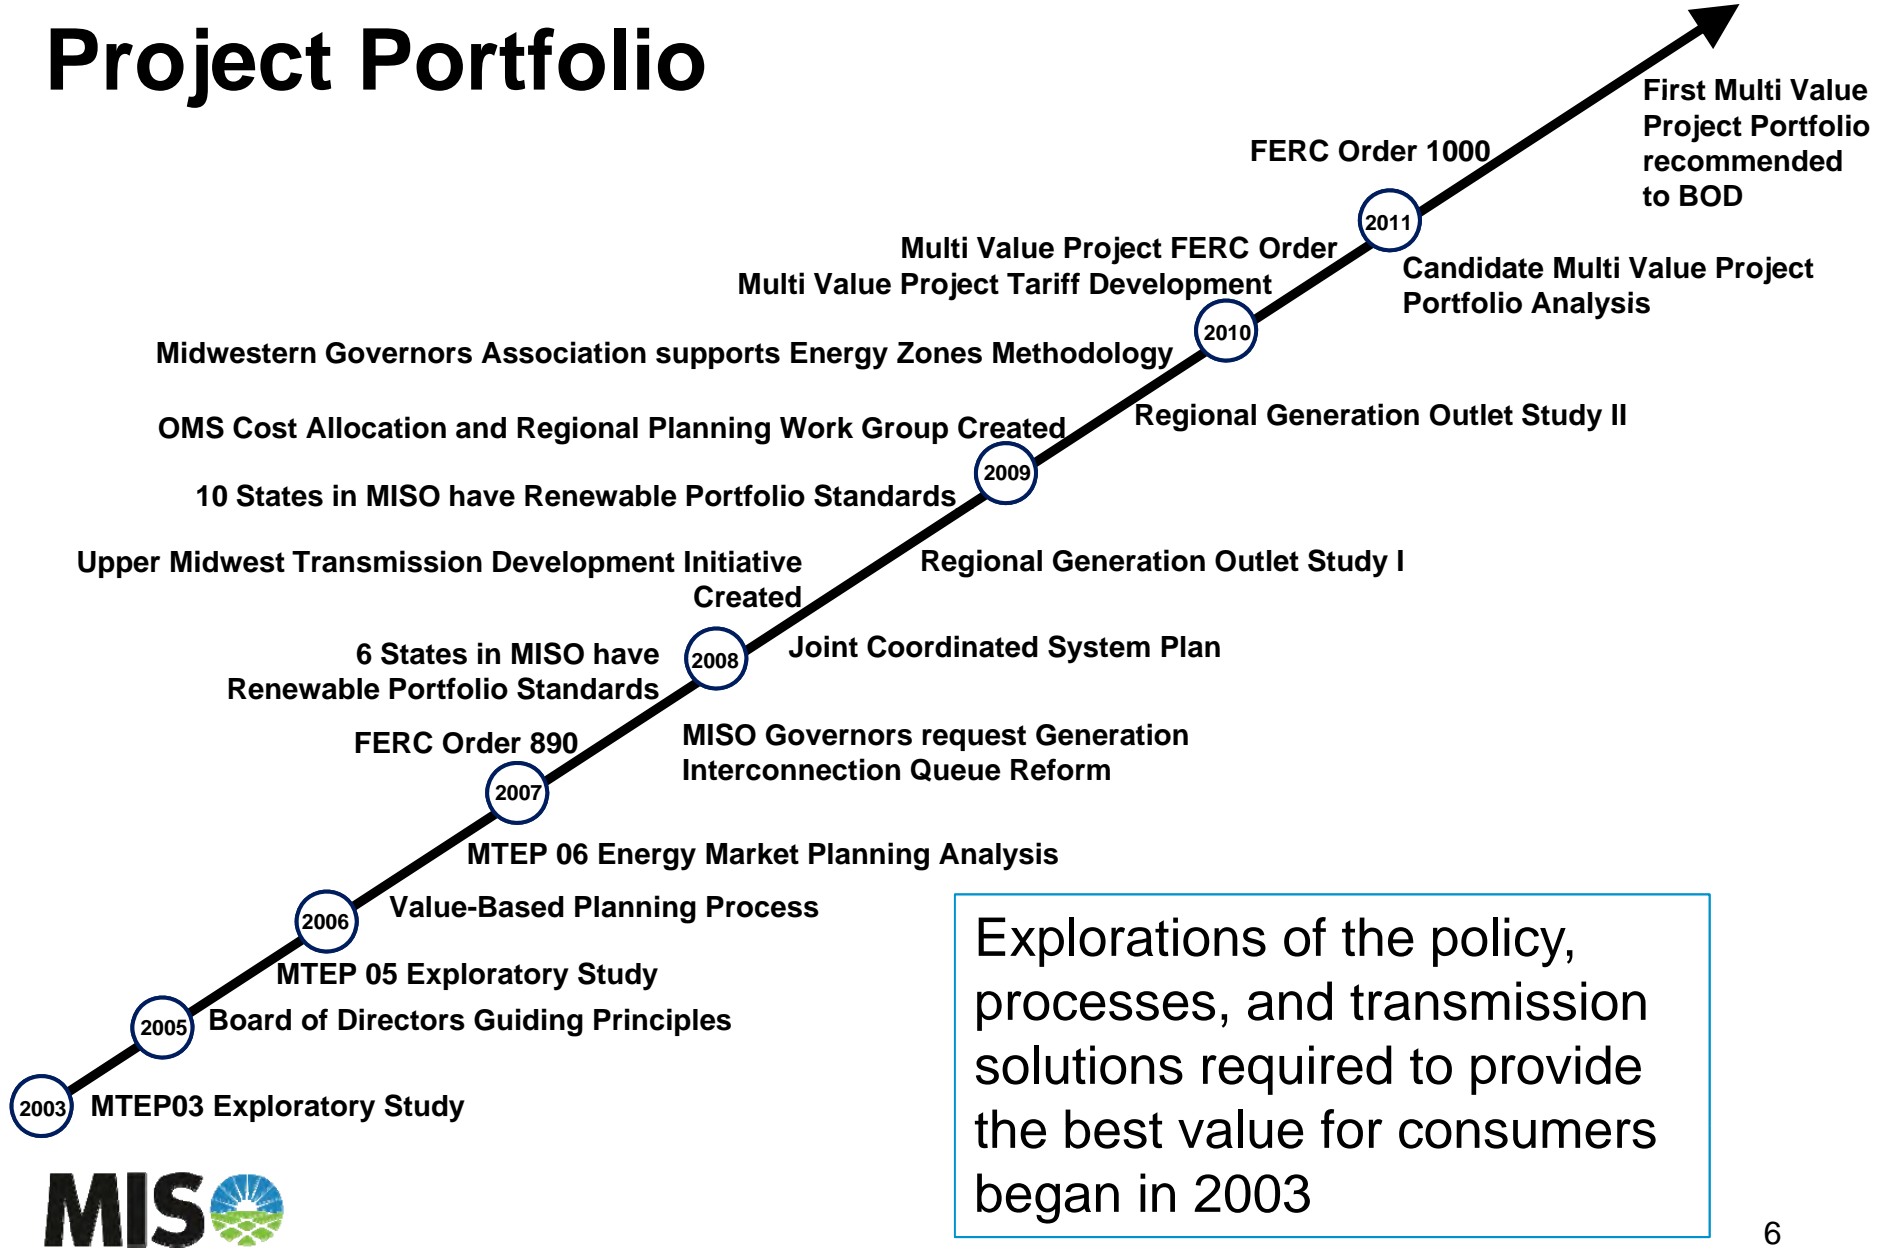 Project Portfolio
First Multi Value
Project Portfolio
recommended
to BOD
FERC Order 1000
2011
Multi Value Project FERC Order
Multi Value Project Tariff Development
Candidate Multi Value Project
Portfolio Analysis
2010
Midwestern Governors Association supports Energy Zones Methodology
Regional Generation Outlet Study II
OMS Cost Allocation and Regional Planning Work Group Created
2009
10 States in MISO have Renewable Portfolio Standards
Upper Midwest Transmission Development Initiative
Created
Regional Generation Outlet Study I
6 States in MISO have
Renewable Portfolio Standards
2008
Joint Coordinated System Plan
FERC Order 890
MISO Governors request Generation
Interconnection Queue Reform
2007
MTEP 06 Energy Market Planning Analysis
2006
Value-Based Planning Process
MTEP 05 Exploratory Study
2005
Board of Directors Guiding Principles
2003
MTEP03 Exploratory Study
Explorations of the policy,
processes, and transmission
solutions required to provide
the best value for consumers
began in 2003
MISO
6